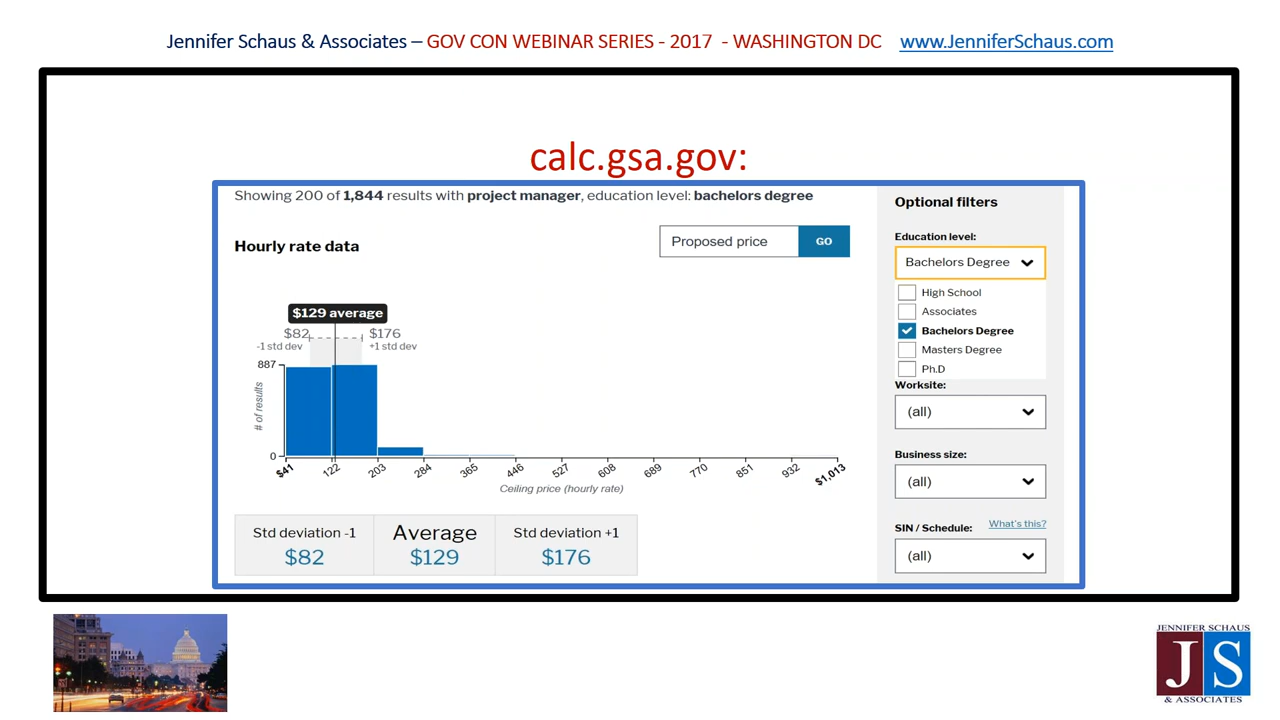 Jennifer Schaus & Associates – GOV CON WEBINAR SERIES - 2017 - WASHINGTON DC www.JenniferSchaus.com
calc.gsa.gov:
Showing 200 of 1,844 results with project manager, education level: bachelors degree
Hourly rate data
Proposed price GO
$129 average
$82 $176
-1 std dev +1 std dev
887
# of results
0
$41 122 203 284 365 446 527 608 689 770 851 932 $1,013
Ceiling price (hourly rate)
Std deviation -1 Average Std deviation +1
$82 $129 $176
Optional filters
Education level:
Bachelors Degree
High School
Associates
Bachelors Degree
Masters Degree
Ph.D
Worksite:
(all)
Business size:
(all)
SIN / Schedule: What's this?
(all)
JENNIFER SCHAUS
JS
& ASSOCIATES